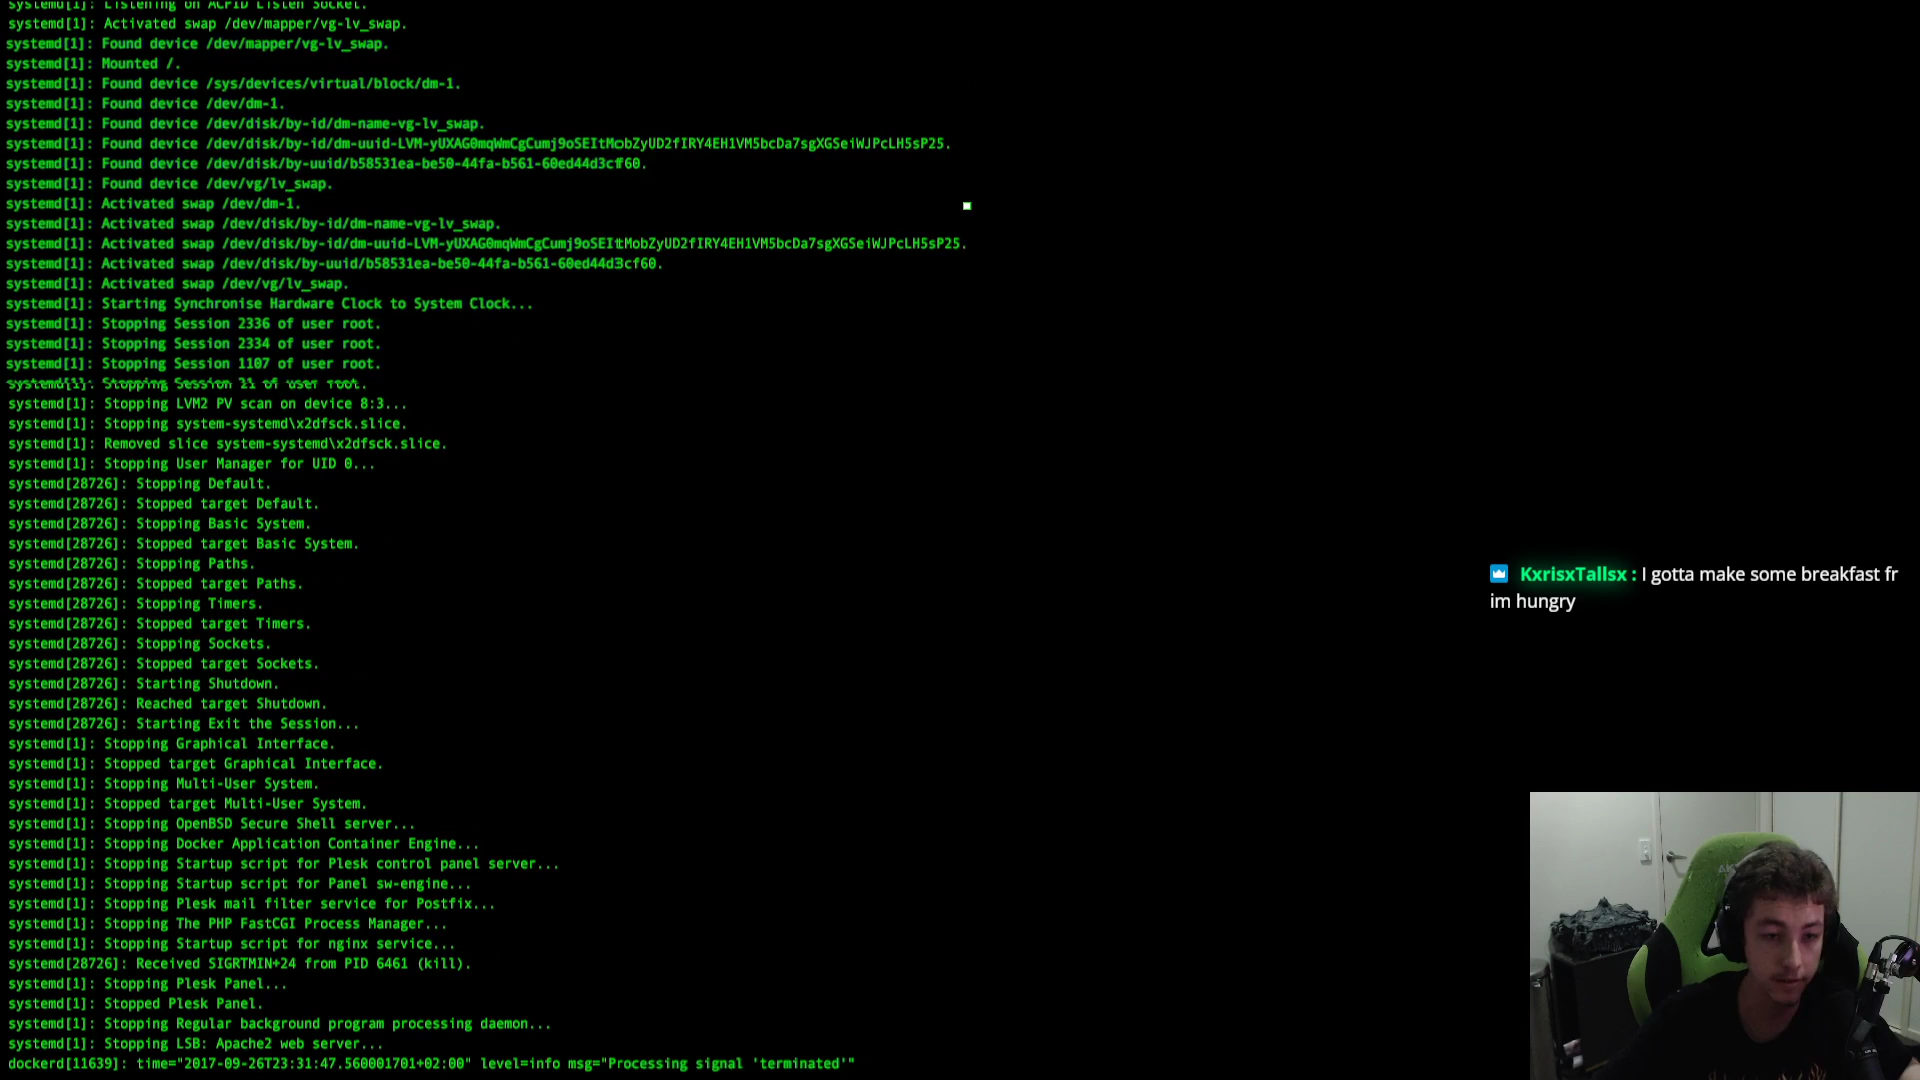 systemd[1]: Listening on ACPID Listen Socket.
systemd[1]: Activated swap /dev/mapper/vg-lv_swap.
systemd[1]: Found device /dev/mapper/vg-lv_swap.
systemd[1]: Mounted /.
systemd[1]: Found device /sys/devices/virtual/block/dm-1.
systemd[1]: Found device /dev/dm-1.
systemd[1]: Found device /dev/disk/by-id/dm-name-vg-lv_swap.
systemd[1]: Found device /dev/disk/by-id/dm-uuid-LVM-yUXAG0mqWmCgCumj9oSEItMobZyUD2fIRY4EH1VM5bcDa7sgXGSeiWJPcLH5sP25.
systemd[1]: Found device /dev/disk/by-uuid/b58531ea-be50-44fa-b561-60ed44d3cf60.
systemd[1]: Found device /dev/vg/lv_swap.
systemd[1]: Activated swap /dev/dm-1.
systemd[1]: Activated swap /dev/disk/by-id/dm-name-vg-lv_swap.
systemd[1]: Activated swap /dev/disk/by-id/dm-uuid-LVM-yUXAG0mqWmCgCumj9oSEItMobZyUD2fIRY4EH1VM5bcDa7sgXGSeiWJPcLH5sP25.
systemd[1]: Activated swap /dev/disk/by-uuid/b58531ea-be50-44fa-b561-60ed44d3cf60.
systemd[1]: Activated swap /dev/vg/lv_swap.
systemd[1]: Starting Synchronise Hardware Clock to System Clock...
systemd[1]: Stopping Session 2336 of user root.
systemd[1]: Stopping Session 2334 of user root.
systemd[1]: Stopping Session 1107 of user root.
systemd[1]: Stopping Session 21 of user root.
systemd[1]: Stopping LVM2 PV scan on device 8:3...
systemd[1]: Stopping system-systemd\x2dfsck.slice.
systemd[1]: Removed slice system-systemd\x2dfsck.slice.
systemd[1]: Stopping User Manager for UID 0...
systemd[28726]: Stopping Default.
systemd[28726]: Stopped target Default.
systemd[28726]: Stopping Basic System.
systemd[28726]: Stopped target Basic System.
systemd[28726]: Stopping Paths.
systemd[28726]: Stopped target Paths.
systemd[28726]: Stopping Timers.
systemd[28726]: Stopped target Timers.
systemd[28726]: Stopping Sockets.
systemd[28726]: Stopped target Sockets.
systemd[28726]: Starting Shutdown.
systemd[28726]: Reached target Shutdown.
systemd[28726]: Starting Exit the Session...
systemd[1]: Stopping Graphical Interface.
systemd[1]: Stopped target Graphical Interface.
systemd[1]: Stopping Multi-User System.
systemd[1]: Stopped target Multi-User System.
systemd[1]: Stopping OpenBSD Secure Shell server...
systemd[1]: Stopping Docker Application Container Engine...
systemd[1]: Stopping Startup script for Plesk control panel server...
systemd[1]: Stopping Startup script for Panel sw-engine...
systemd[1]: Stopping Plesk mail filter service for Postfix...
systemd[1]: Stopping The PHP FastCGI Process Manager...
systemd[1]: Stopping Startup script for nginx service...
systemd[28726]: Received SIGRTMIN+24 from PID 6461 (kill).
systemd[1]: Stopping Plesk Panel...
systemd[1]: Stopped Plesk Panel.
systemd[1]: Stopping Regular background program processing daemon...
systemd[1]: Stopping LSB: Apache2 web server...
dockerd[11639]: time="2017-09-26T23:31:47.560001701+02:00" level=info msg="Processing signal 'terminated'"
KxrisxTallsx : I gotta make some breakfast fr
im hungry